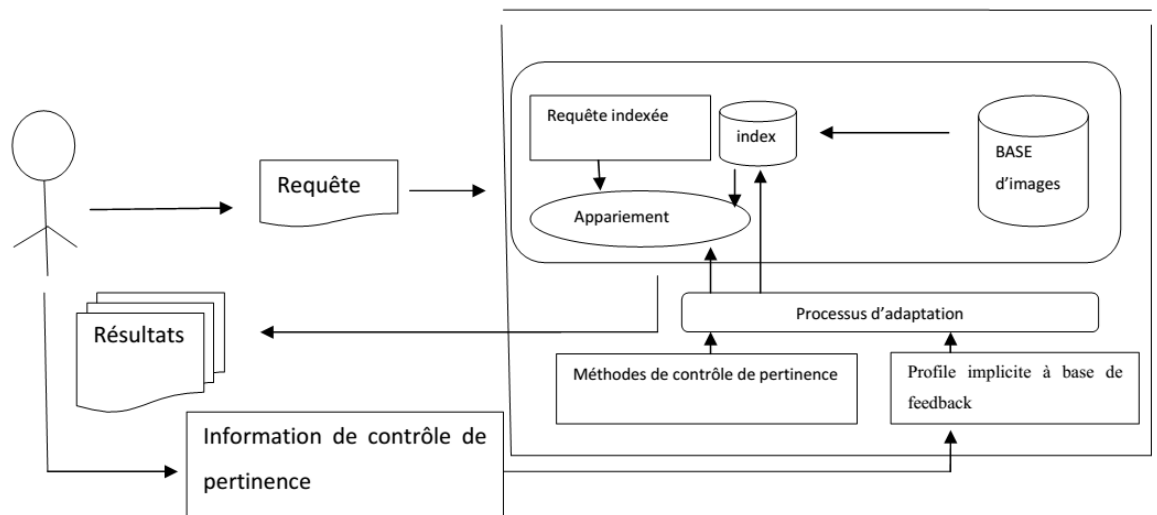 Requête indexée
index
BASE
d’images
Requête
Appariement
Processus d’adaptation
Résultats
Méthodes de contrôle de pertinence
Profile implicite à base de
feedback
Information de contrôle de
pertinence